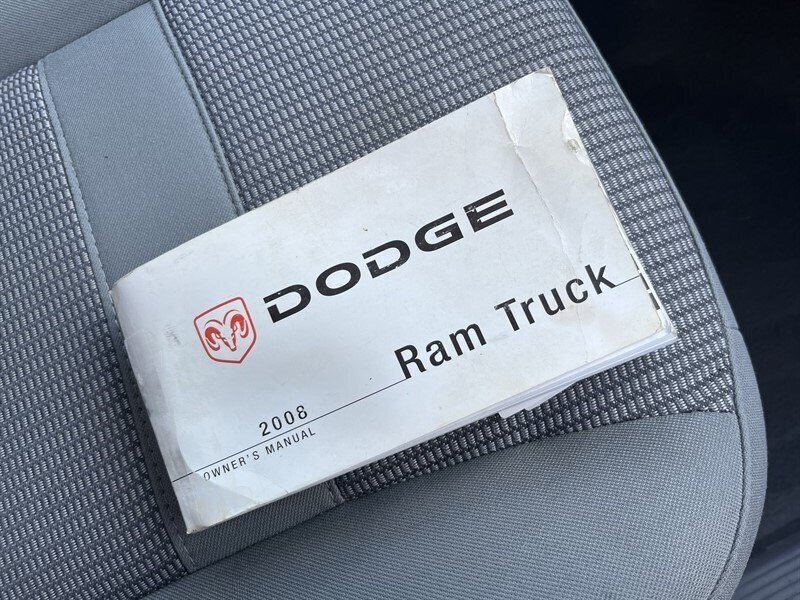 DODGE
Ram Truck
2008
OWNER'S MANUAL